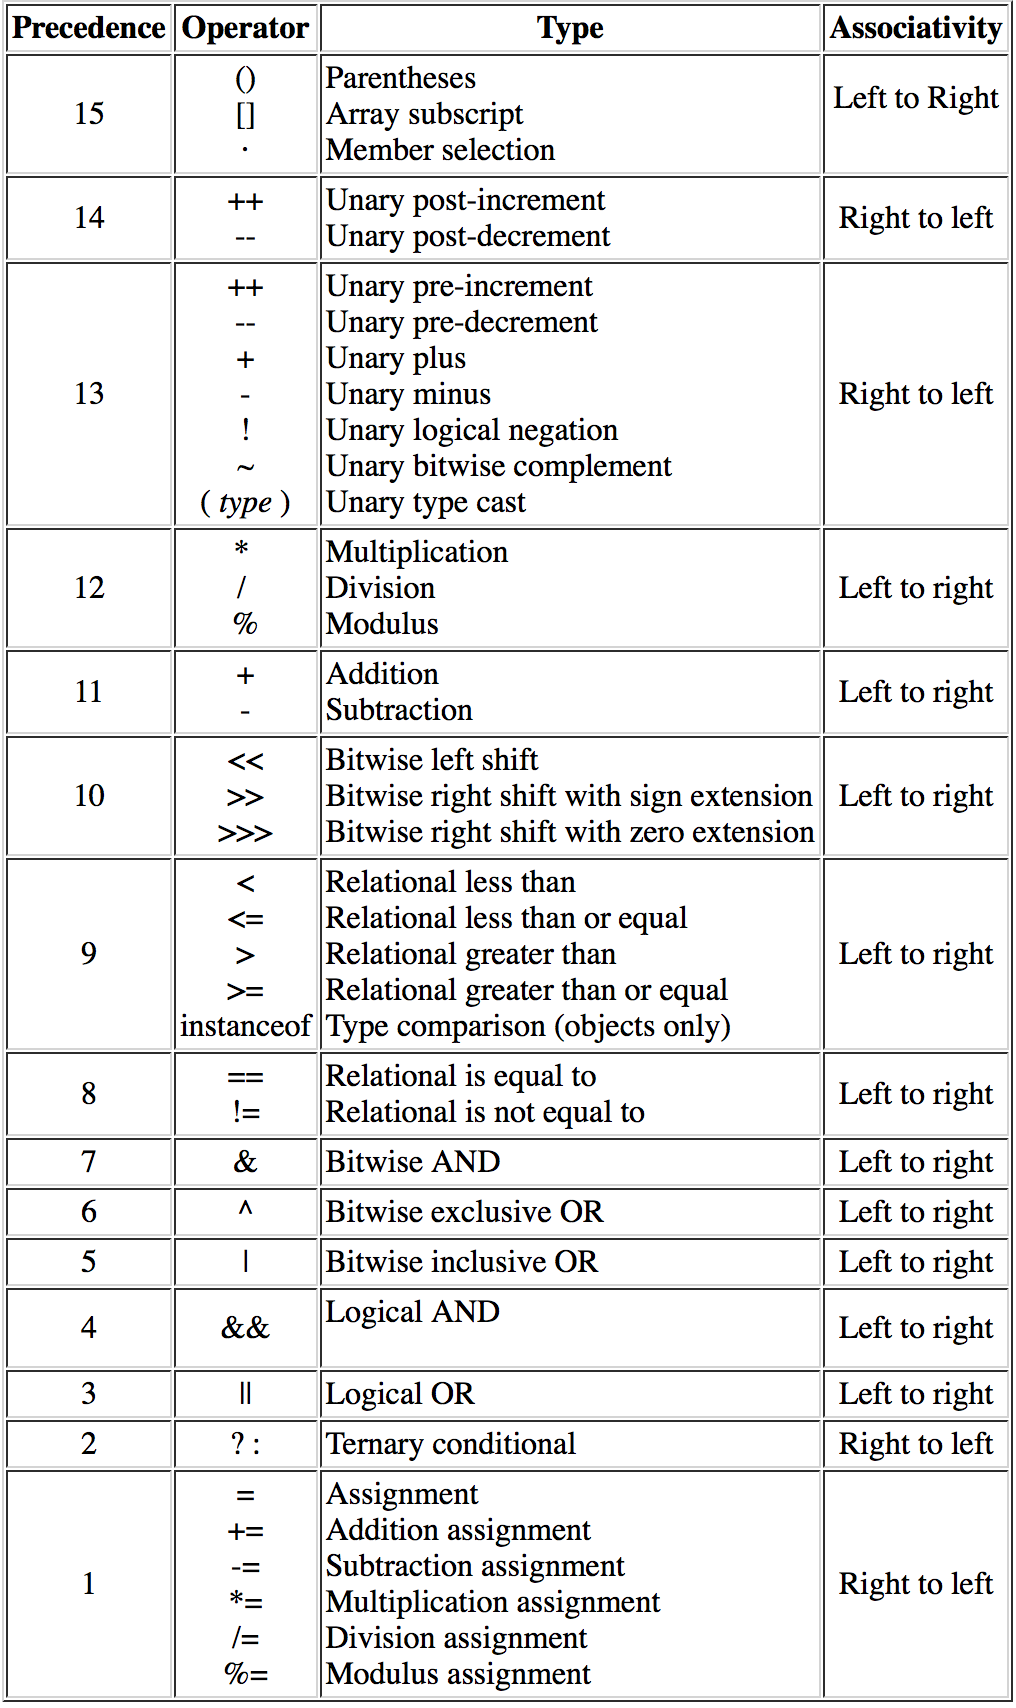 Precedence Operator Type Associativity
15 () Parentheses Left to Right
[] Array subscript
· Member selection
14 ++ Unary post-increment Right to left
-- Unary post-decrement
13 ++ Unary pre-increment Right to left
-- Unary pre-decrement
+ Unary plus
- Unary minus
! Unary logical negation
~ Unary bitwise complement
( type ) Unary type cast
12 * Multiplication Left to right
/ Division
% Modulus
11 + Addition Left to right
- Subtraction
10 << Bitwise left shift Left to right
>> Bitwise right shift with sign extension
>>> Bitwise right shift with zero extension
9 < Relational less than Left to right
<= Relational less than or equal
> Relational greater than
>= Relational greater than or equal
instanceof Type comparison (objects only)
8 == Relational is equal to Left to right
!= Relational is not equal to
7 & Bitwise AND Left to right
6 ^ Bitwise exclusive OR Left to right
5 | Bitwise inclusive OR Left to right
4 && Logical AND Left to right
3 || Logical OR Left to right
2 ? : Ternary conditional Right to left
1 = Assignment Right to left
+= Addition assignment
-= Subtraction assignment
*= Multiplication assignment
/= Division assignment
%= Modulus assignment